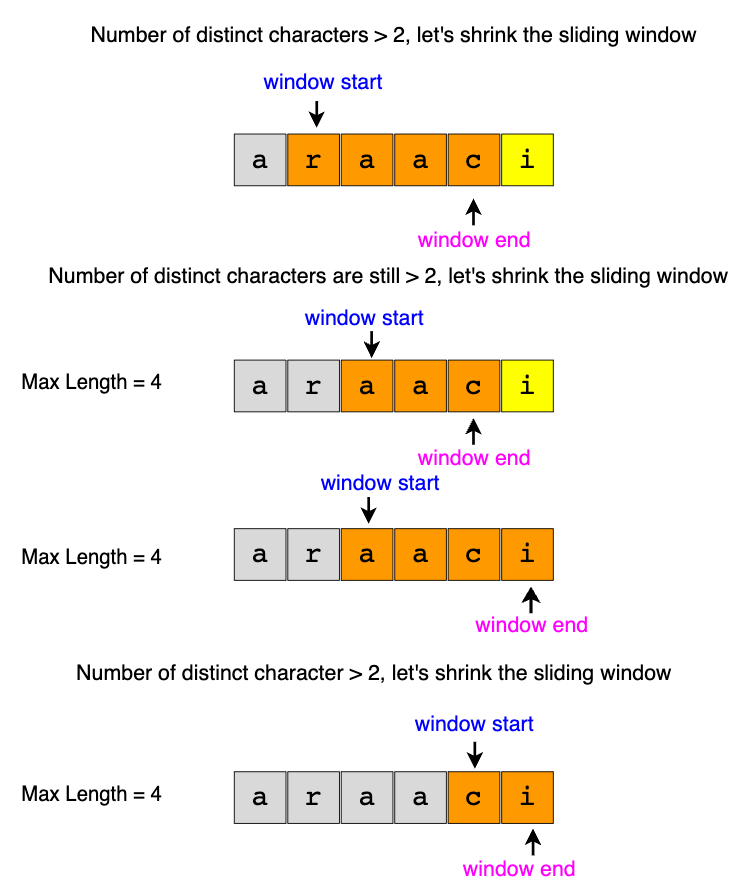 Number of distinct characters > 2, let's shrink the sliding window
window start
a r a a c i
window end
Number of distinct characters are still > 2, let's shrink the sliding window
window start
Max Length = 4 a r a a c i
window end
window start
Max Length = 4 a r a a c i
window end
Number of distinct character > 2, let's shrink the sliding window
window start
Max Length = 4 a r a a c i
window end